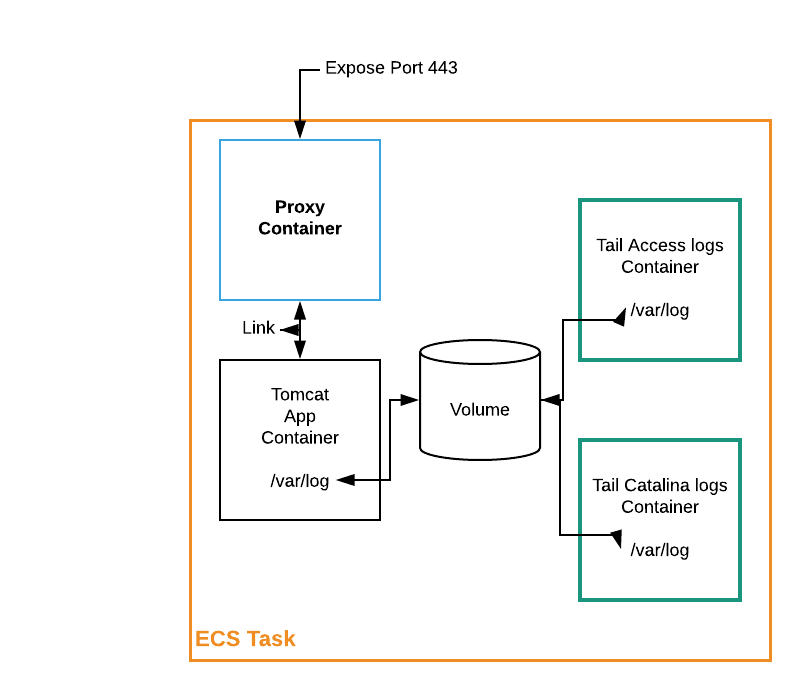 Expose Port 443
Proxy
Container
Link
Tomcat
App
Container
/var/log
Volume
Tail Access logs
Container
/var/log
Tail Catalina logs
Container
/var/log
ECS Task